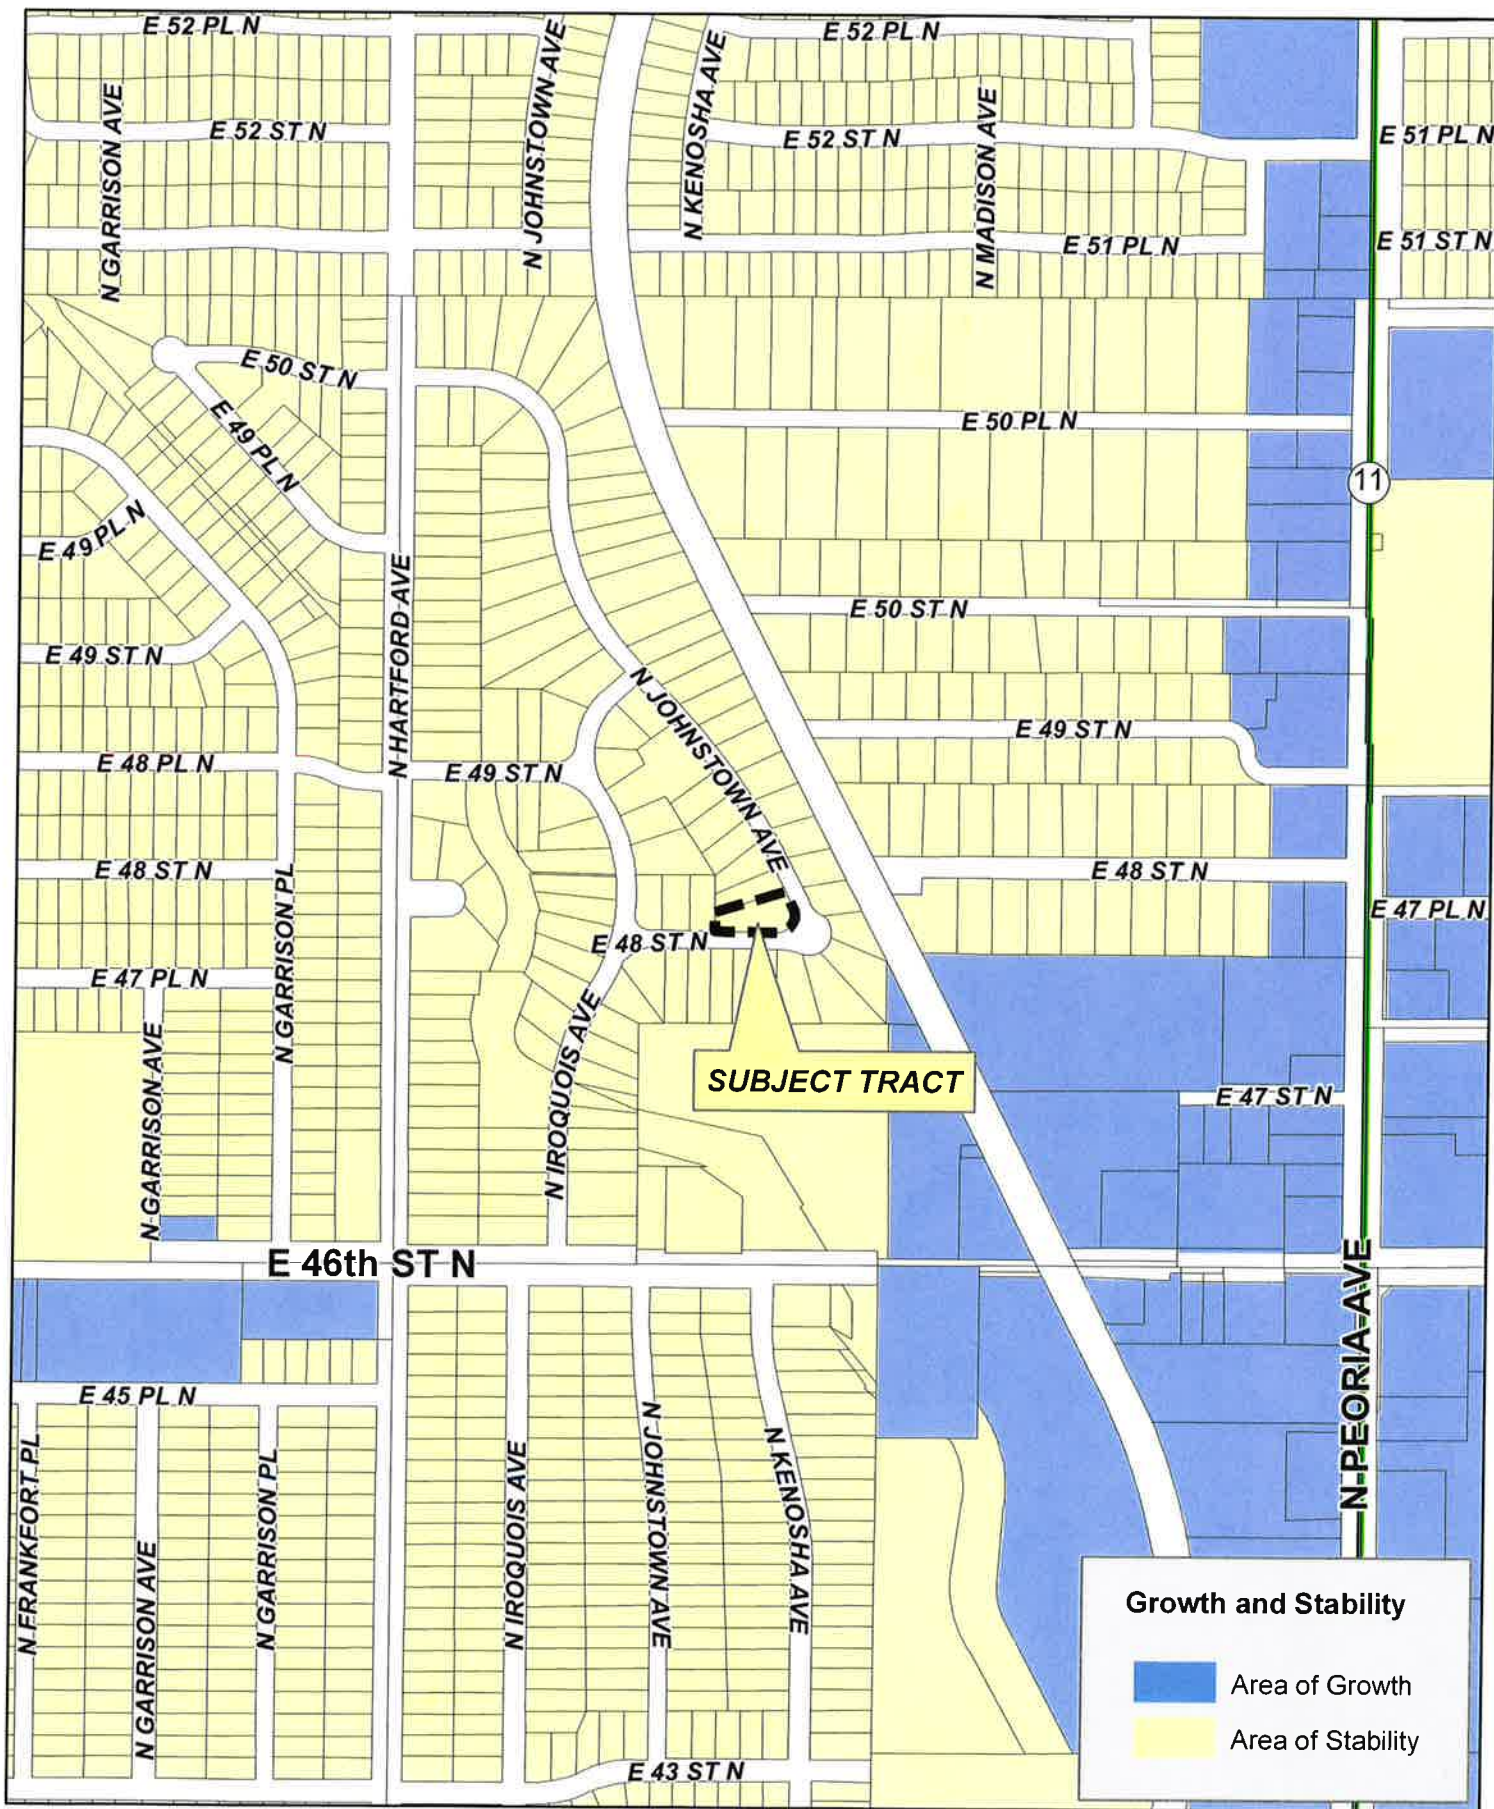 E 52 PL N
E 52 PL N
N JOHNSTOWN AVE
N KENOSHA AVE
N GARRISON AVE
E 52 ST N
E 52 ST N
N MADISON AVE
E 51 PL N
E 51 PL N
E 51 ST N
E 50 ST N
E 49 PL N
E 50 PL N
11
E 49 PL N
E 50 ST N
E 49 ST N
N HARTFORD AVE
N JOHNSTOWN AVE
E 49 ST N
E 48 PL N
E 49 ST N
E 48 ST N
E 48 ST N
N GARRISON PL
E 47 PL N
E 48 ST N
E 47 PL N
N GARRISON AVE
N IROQUOIS AVE
SUBJECT TRACT
E 47 ST N
E 46th ST N
N PEORIA AVE
E 45 PL N
N FRANKFORT PL
N GARRISON AVE
N GARRISON PL
N IROQUOIS AVE
N JOHNSTOWN AVE
N KENOSHA AVE
E 43 ST N
Growth and Stability
Area of Growth
Area of Stability